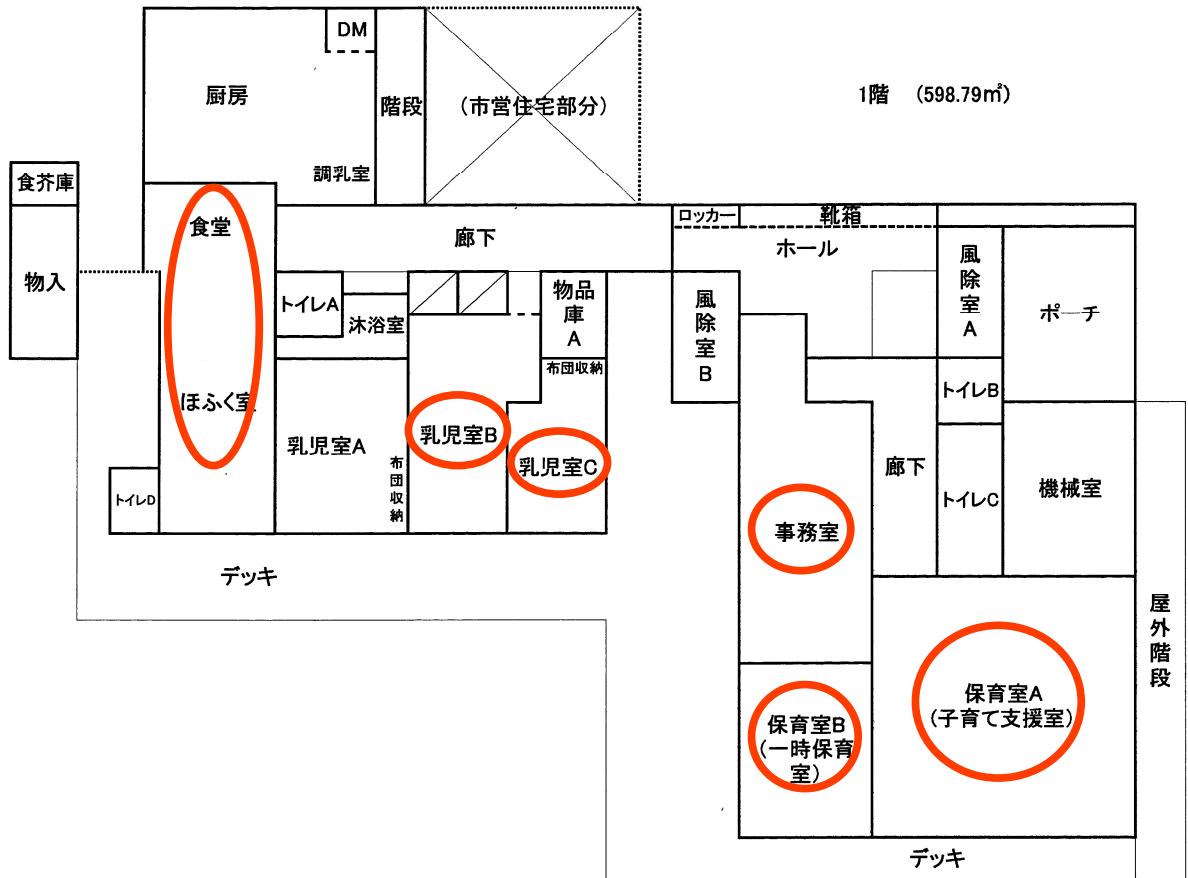 DM
厨房
階段
(市営住宅部分)
1階 (598.79㎡)
調乳室
食芥庫
食堂
ロッカー
靴箱
廊下
ホール
物入
トイレA
沐浴室
物品庫A
風除室B
風除室A
ポーチ
布団収納
トイレB
ほふく室
乳児室A
乳児室B
乳児室C
布団収納
廊下
トイレC
機械室
トイレD
事務室
デッキ
屋外階段
保育室A
(子育て支援室)
保育室B
(一時保育
室)
デッキ